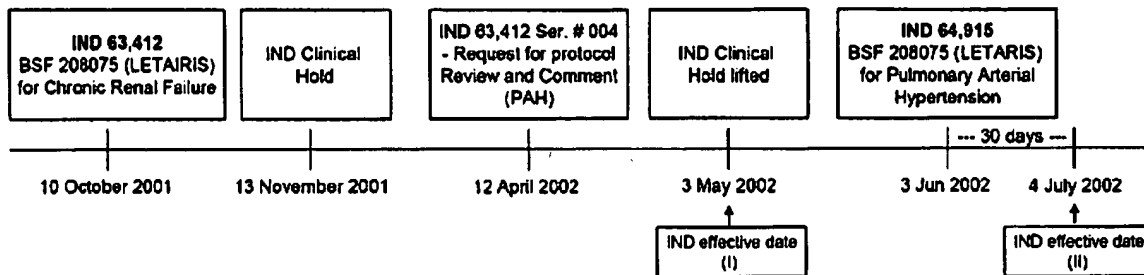 IND 63,412
BSF 208075 (LETAIRIS)
for Chronic Renal Failure
IND Clinical
Hold
IND 63,412 Ser. # 004
- Request for protocol
Review and Comment
(PAH)
IND Clinical
Hold lifted
IND 64,915
BSF 208075 (LETARIS)
for Pulmonary Arterial
Hypertension
--- 30 days ---
10 October 2001
13 November 2001
12 April 2002
3 May 2002
3 Jun 2002
4 July 2002
IND effective date
(I)
IND effective date
(II)